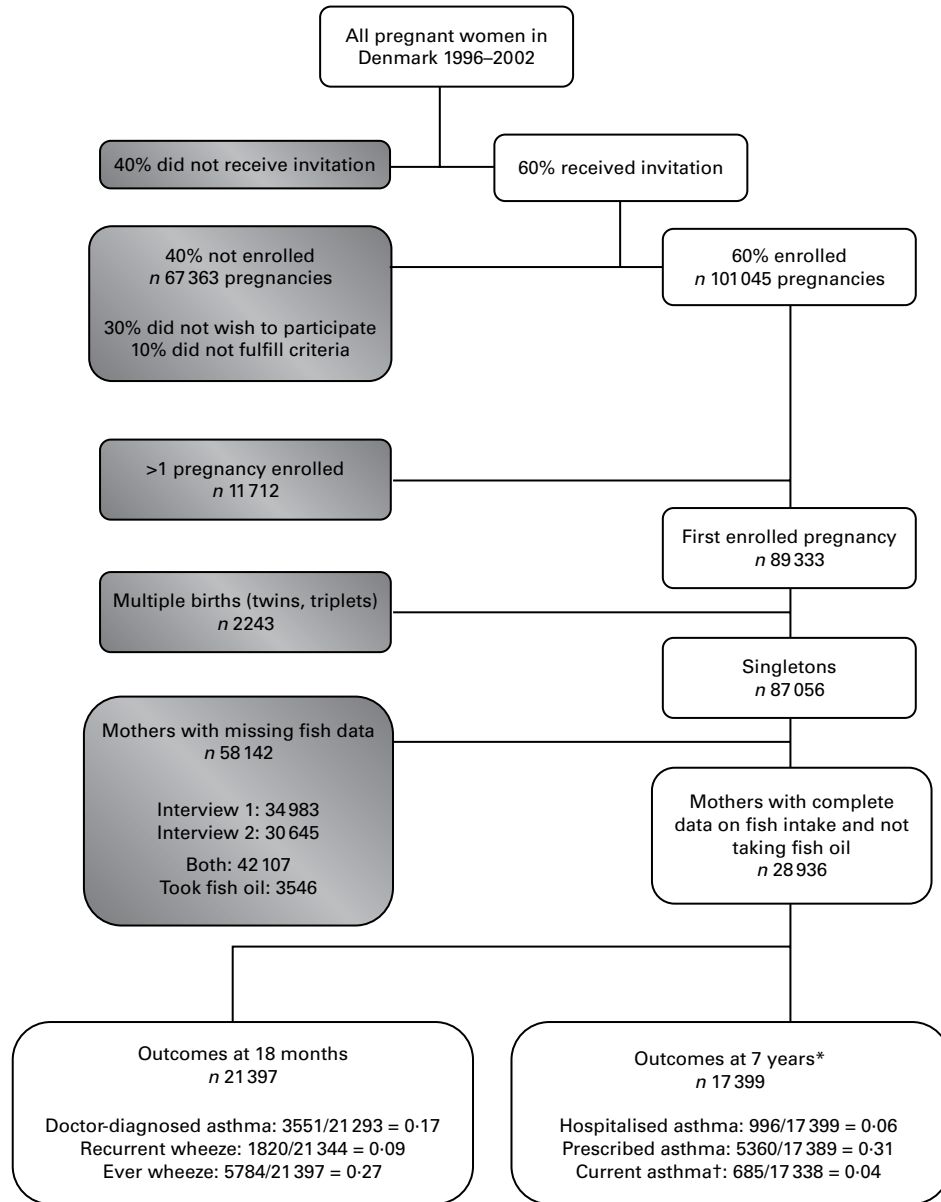 All pregnant women in
Denmark 1996–2002
40% did not receive invitation
60% received invitation
40% not enrolled
n 67 363 pregnancies
30% did not wish to participate
10% did not fulfill criteria
60% enrolled
n 101 045 pregnancies
>1 pregnancy enrolled
n 11 712
First enrolled pregnancy
n 89 333
Multiple births (twins, triplets)
n 2243
Singletons
n 87 056
Mothers with missing fish data
n 58 142
Interview 1: 34 983
Interview 2: 30 645
Both: 42 107
Took fish oil: 3546
Mothers with complete
data on fish intake and not
taking fish oil
n 28 936
Outcomes at 18 months
n 21 397
Doctor-diagnosed asthma: 3551/21 293 = 0·17
Recurrent wheeze: 1820/21 344 = 0·09
Ever wheeze: 5784/21 397 = 0·27
Outcomes at 7 years*
n 17 399
Hospitalised asthma: 996/17 399 = 0·06
Prescribed asthma: 5360/17 389 = 0·31
Current asthma†: 685/17 338 = 0·04